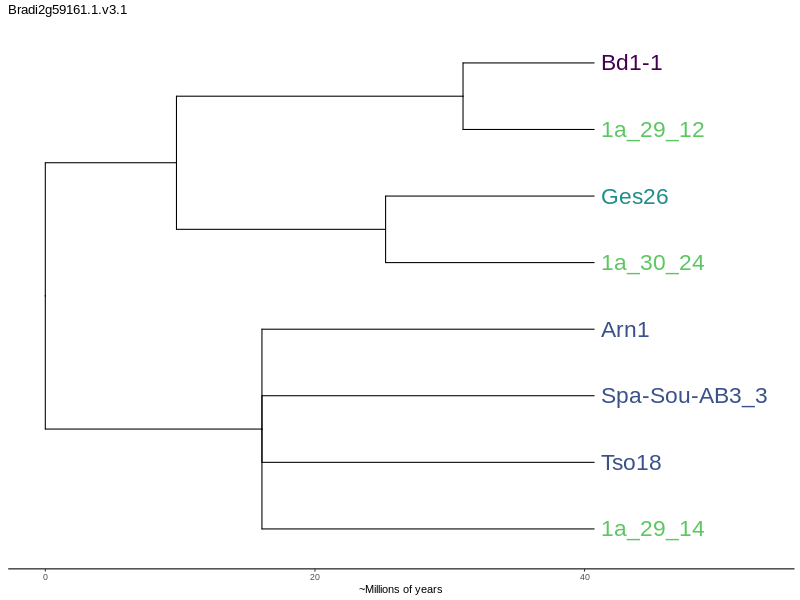 Bradi2g59161.1.v3.1
Bd1-1
1a_29_12
Ges26
1a_30_24
Arn1
Spa-Sou-AB3_3
Tso18
1a_29_14
0 20 40
~Millions of years